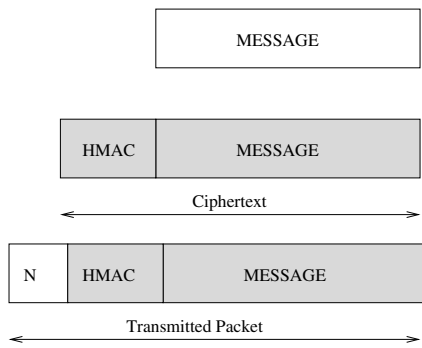 MESSAGE
HMAC MESSAGE
Ciphertext
N HMAC MESSAGE
Transmitted Packet